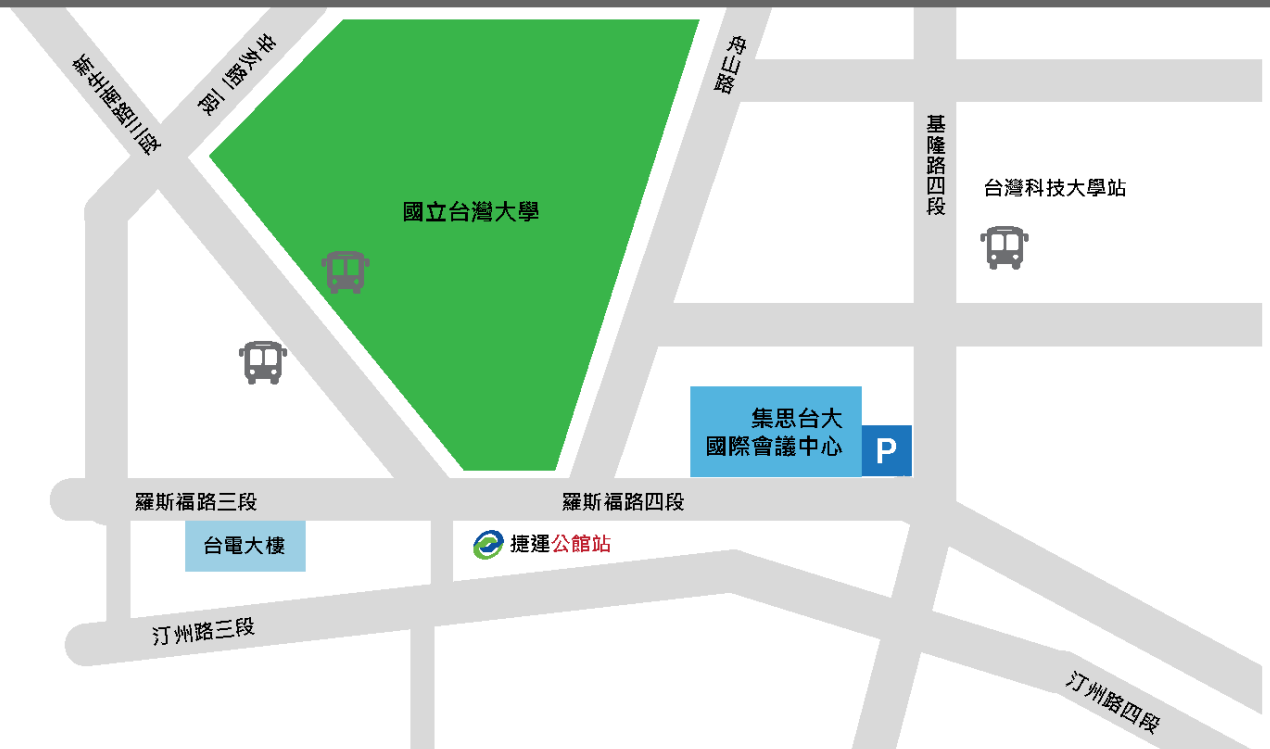 新生南路三段
辛亥路二段
舟山路
基隆路四段
台灣科技大學站
國立台灣大學
集思台大
國際會議中心
P
羅斯福路三段
羅斯福路四段
台電大樓
捷運公館站
汀州路三段
汀州路四段